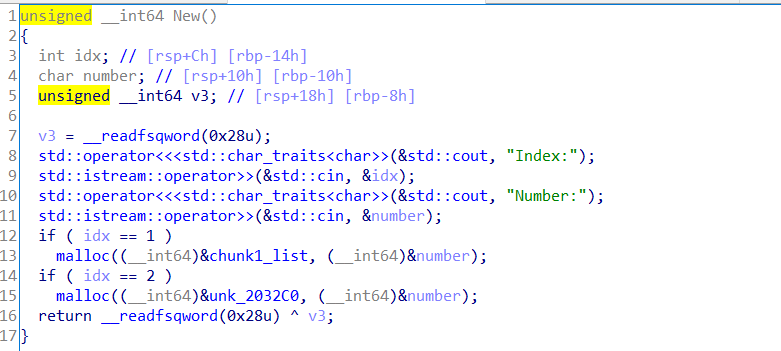 1 unsigned __int64 New()
2 {
3   int idx; // [rsp+Ch] [rbp-14h]
4   char number; // [rsp+10h] [rbp-10h]
5   unsigned __int64 v3; // [rsp+18h] [rbp-8h]
6
7   v3 = __readfsqword(0x28u);
8   std::operator<<<std::char_traits<char>>(&std::cout, "Index:");
9   std::istream::operator>>(&std::cin, &idx);
10   std::operator<<<std::char_traits<char>>(&std::cout, "Number:");
11   std::istream::operator>>(&std::cin, &number);
12   if ( idx == 1 )
13     malloc((__int64)&chunk1_list, (__int64)&number);
14   if ( idx == 2 )
15     malloc((__int64)&unk_2032C0, (__int64)&number);
16   return __readfsqword(0x28u) ^ v3;
17 }